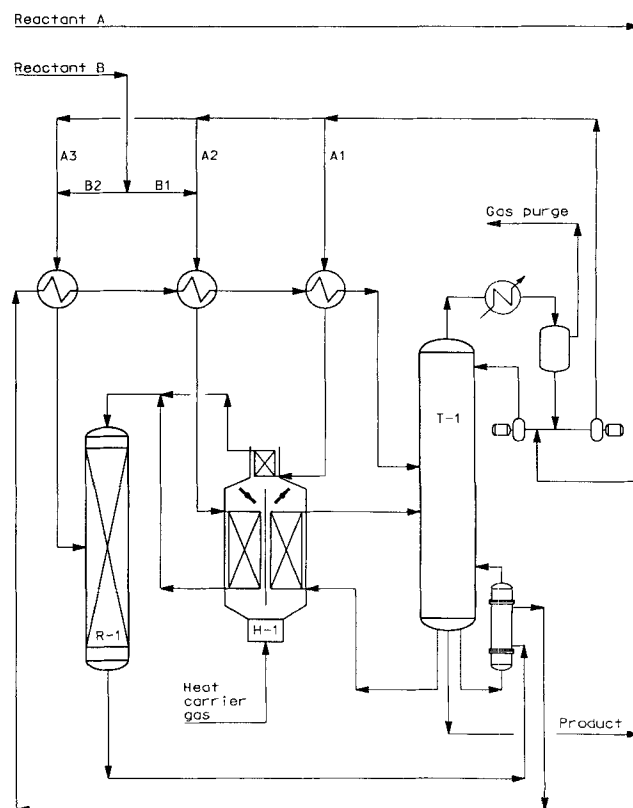 Reactant A
Reactant B
A3
A2
A1
B2
B1
Gas purge
T-1
R-1
H-1
Heat
carrier
gas
Product